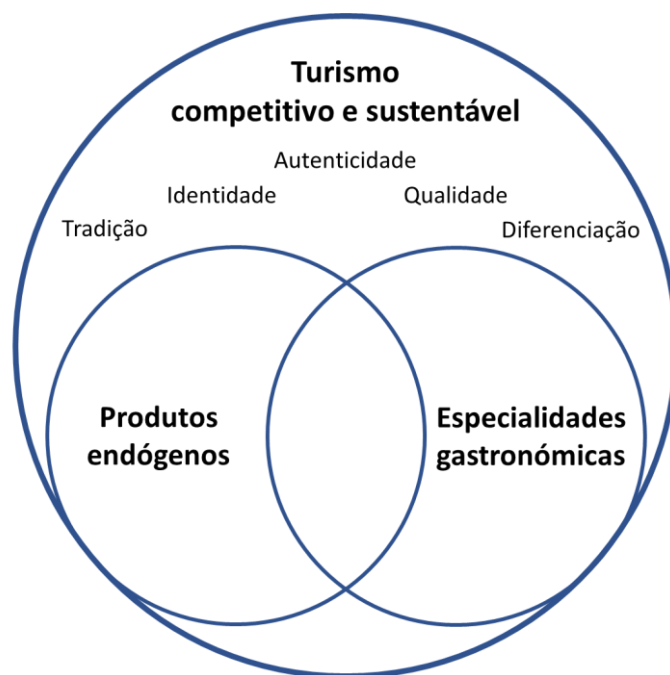 Turismo
competitivo e sustentável
Autenticidade
Identidade
Qualidade
Tradição
Diferenciação
Produtos
endógenos
Especialidades
gastronómicas